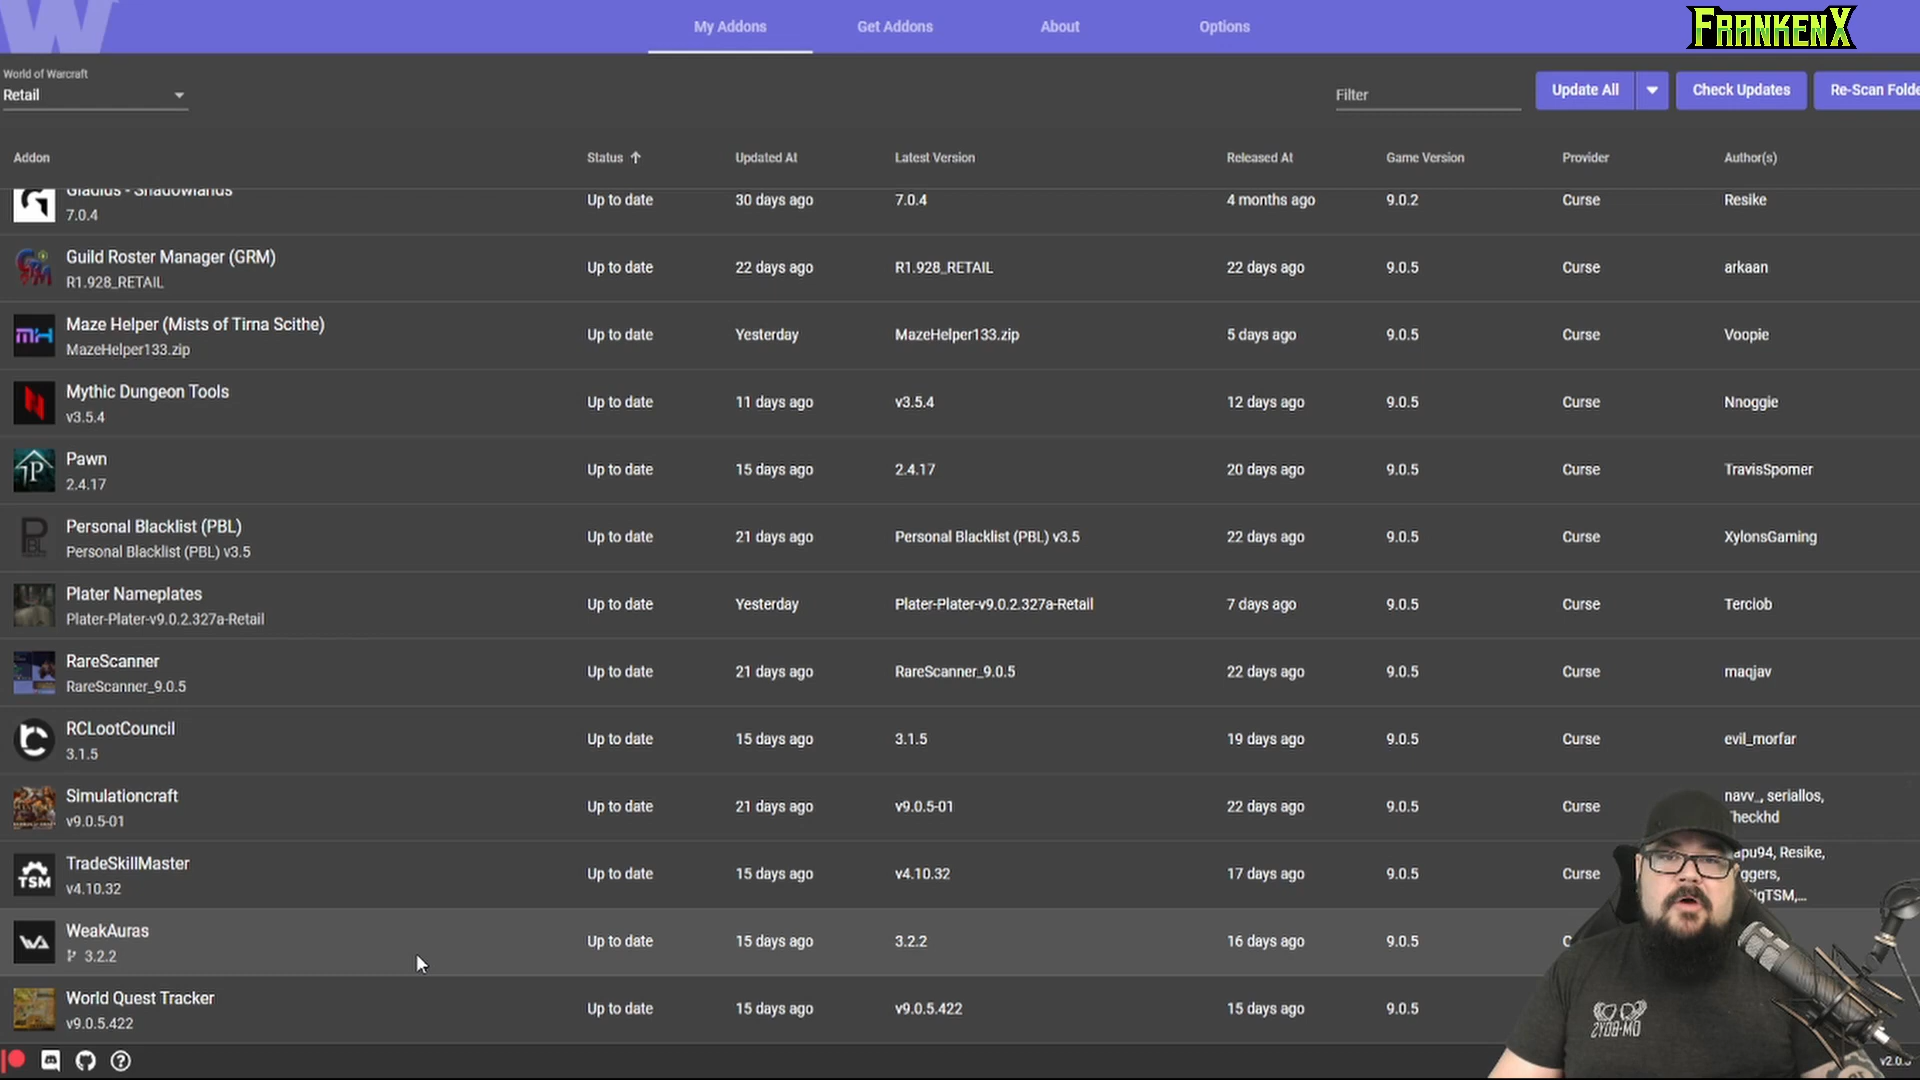 W
My Addons Get Addons About Options
FRANKENX
World of Warcraft
Retail
Filter
Update All Check Updates Re-Scan Folde
Addon Status Updated At Latest Version Released At Game Version Provider Author(s)
Gladius - Shadowlands
7.0.4
Up to date 30 days ago 7.0.4 4 months ago 9.0.2 Curse Resike
GRM
Guild Roster Manager (GRM)
R1.928_RETAIL
Up to date 22 days ago R1.928_RETAIL 22 days ago 9.0.5 Curse arkaan
MH
Maze Helper (Mists of Tirna Scithe)
MazeHelper133.zip
Up to date Yesterday MazeHelper133.zip 5 days ago 9.0.5 Curse Voopie
Mythic Dungeon Tools
v3.5.4
Up to date 11 days ago v3.5.4 12 days ago 9.0.5 Curse Nnoggie
P
Pawn
2.4.17
Up to date 15 days ago 2.4.17 20 days ago 9.0.5 Curse TravisSpomer
PBL
Personal Blacklist (PBL)
Personal Blacklist (PBL) v3.5
Up to date 21 days ago Personal Blacklist (PBL) v3.5 22 days ago 9.0.5 Curse XylonsGaming
Plater Nameplates
Plater-Plater-v9.0.2.327a-Retail
Up to date Yesterday Plater-Plater-v9.0.2.327a-Retail 7 days ago 9.0.5 Curse Terciob
RareScanner
RareScanner_9.0.5
Up to date 21 days ago RareScanner_9.0.5 22 days ago 9.0.5 Curse maqjav
rc
RCLootCouncil
3.1.5
Up to date 15 days ago 3.1.5 19 days ago 9.0.5 Curse evil_morfar
Simulationcraft
v9.0.5-01
Up to date 21 days ago v9.0.5-01 22 days ago 9.0.5 Curse navv_, seriallos,
heckhd
TSM
TradeSkillMaster
v4.10.32
Up to date 15 days ago v4.10.32 17 days ago 9.0.5 Curse apu94, Resike,
ggers,
igTSM,...
WA
WeakAuras
3.2.2
Up to date 15 days ago 3.2.2 16 days ago 9.0.5 C
World Quest Tracker
v9.0.5.422
Up to date 15 days ago v9.0.5.422 15 days ago 9.0.5
v2.0.